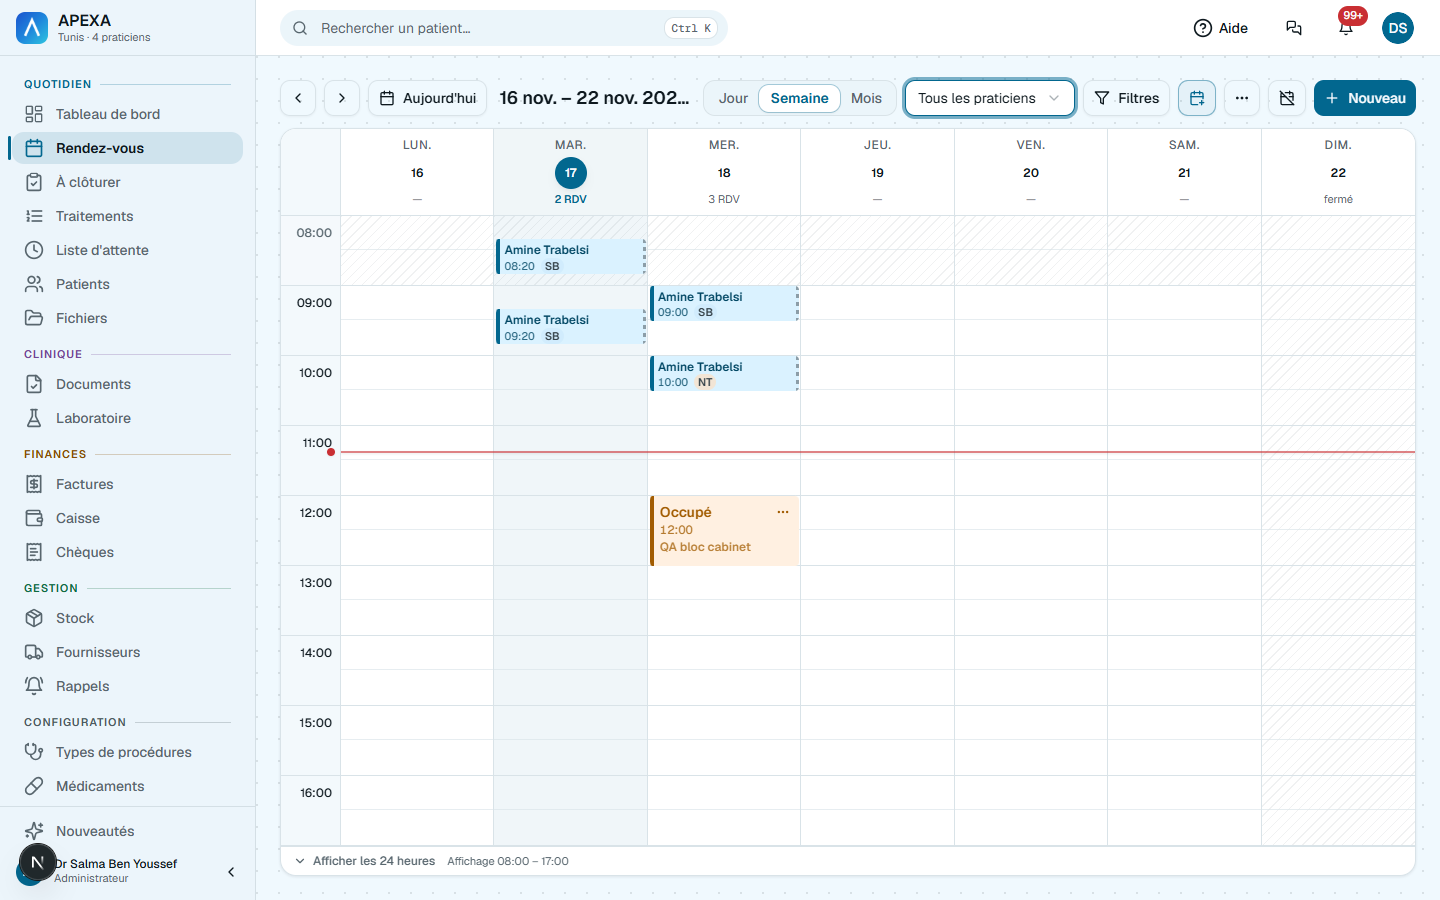 APEXA
Tunis · 4 praticiens
QUOTIDIEN
Tableau de bord
Rendez-vous
À clôturer
Traitements
Liste d'attente
Patients
Fichiers
CLINIQUE
Documents
Laboratoire
FINANCES
Factures
Caisse
Chèques
GESTION
Stock
Fournisseurs
Rappels
CONFIGURATION
Types de procédures
Médicaments
Nouveautés
N
Dr Salma Ben Youssef
Administrateur
Rechercher un patient…
Ctrl K
Aide
99+
DS
Aujourd'hui
16 nov. – 22 nov. 202…
Jour
Semaine
Mois
Tous les praticiens
Filtres
Nouveau
LUN.
16
—
MAR.
17
2 RDV
MER.
18
3 RDV
JEU.
19
—
VEN.
20
—
SAM.
21
—
DIM.
22
fermé
08:00
09:00
10:00
11:00
12:00
13:00
14:00
15:00
16:00
Amine Trabelsi
08:20 SB
Amine Trabelsi
09:20 SB
Amine Trabelsi
09:00 SB
Amine Trabelsi
10:00 NT
Occupé
12:00
QA bloc cabinet
Afficher les 24 heures Affichage 08:00 – 17:00